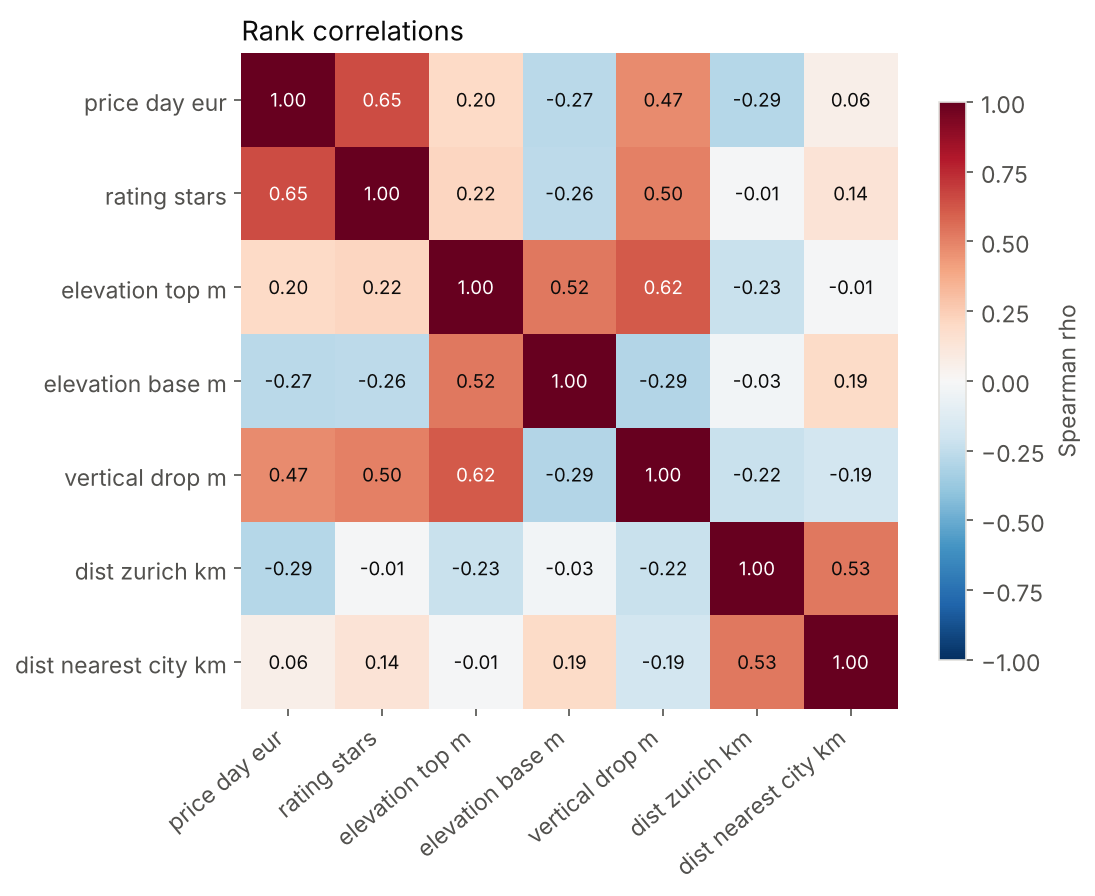 Rank correlations
price day eur 1.00 0.65 0.20 -0.27 0.47 -0.29 0.06
rating stars 0.65 1.00 0.22 -0.26 0.50 -0.01 0.14
elevation top m 0.20 0.22 1.00 0.52 0.62 -0.23 -0.01
elevation base m -0.27 -0.26 0.52 1.00 -0.29 -0.03 0.19
vertical drop m 0.47 0.50 0.62 -0.29 1.00 -0.22 -0.19
dist zurich km -0.29 -0.01 -0.23 -0.03 -0.22 1.00 0.53
dist nearest city km 0.06 0.14 -0.01 0.19 -0.19 0.53 1.00
price day eur
rating stars
elevation top m
elevation base m
vertical drop m
dist zurich km
dist nearest city km
1.00
0.75
0.50
0.25
0.00
−0.25
−0.50
−0.75
−1.00
Spearman rho